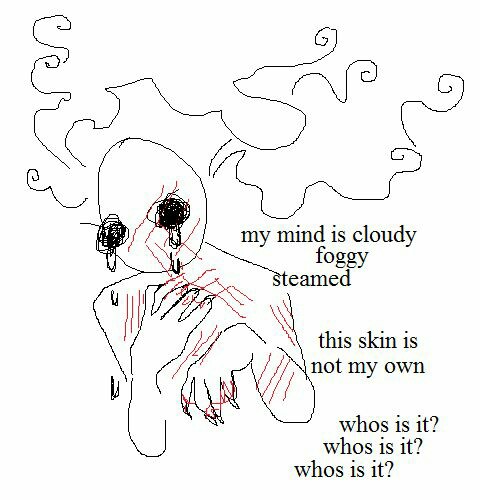 my mind is cloudy
foggy
steamed
this skin is
not my own
whos is it?
whos is it?
whos is it?